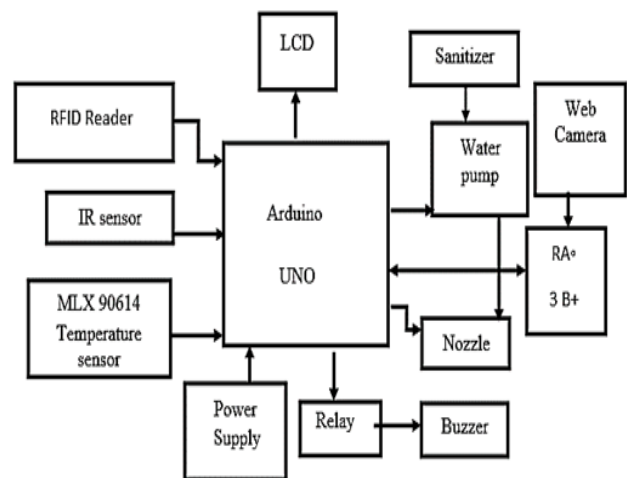 LCD
Sanitizer
Web
Camera
RFID Reader
Water
pump
IR sensor
Arduino
UNO
3 B+
MLX 90614
Temperature
sensor
Nozzle
Power
Supply
Relay
Buzzer